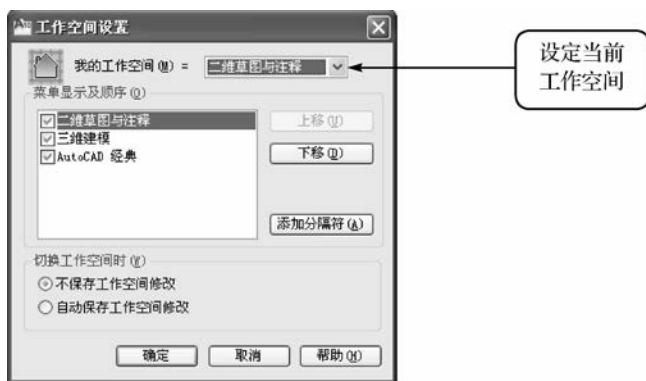 工作空间设置
我的工作空间(M) = 二维草图与注释
菜单显示及顺序(O)
二维草图与注释
三维建模
AutoCAD 经典
上移(U)
下移(D)
添加分隔符(A)
切换工作空间时(W)
不保存工作空间修改
自动保存工作空间修改
确定 取消 帮助(H)
设定当前
工作空间